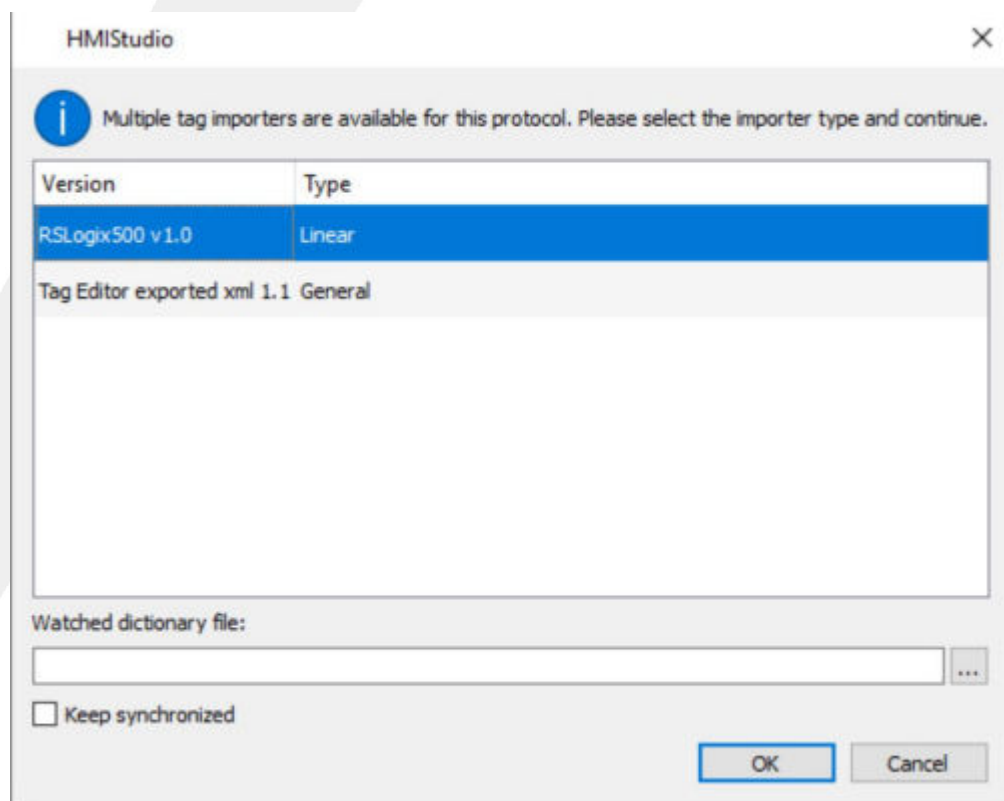 HMIStudio
Multiple tag importers are available for this protocol. Please select the importer type and continue.
Version Type
RSLogix500 v1.0 Linear
Tag Editor exported xml 1.1 General
Watched dictionary file:
...
Keep synchronized
OK Cancel